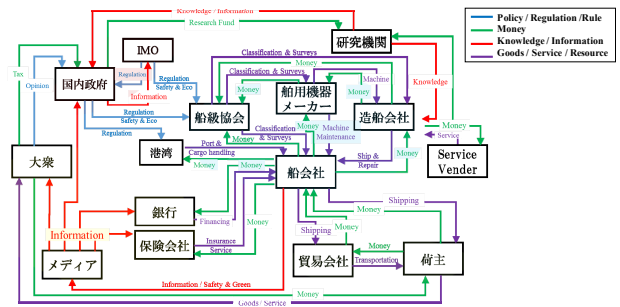 Knowledge / Information
Research Fund
Policy / Regulation /Rule
Money
Knowledge / Information
Goods / Service / Resource
IMO
研究機関
Tax
Opinion
国内政府
Regulation
Information
Regulation
Safety & Eco
Classification & Surveys
Classification & Surveys
Money
Money
Machine
Money
Knowledge
舶用機器
メーカー
船級協会
造船会社
Regulation
Safety & Eco
Regulation
Classification
& Surveys
Money
Machine
Maintenance
Money
Service
大衆
港湾
Port &
Cargo handling
Money
船会社
Ship &
Repair
Money
Service
Vender
Money
Money
Shipping
銀行
Financing
Money
Money
Information
保険会社
Insurance
Service
Shipping
Money
メディア
貿易会社
Money
Transportation
荷主
Information / Safety & Green
Money
Goods / Service